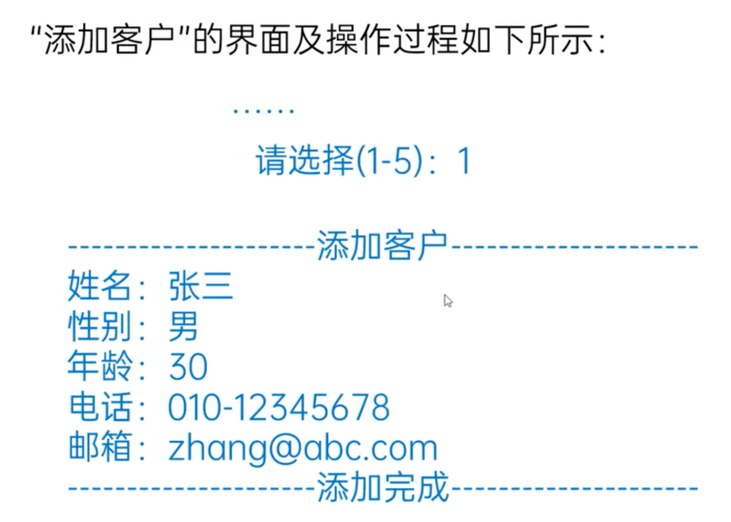 “添加客户”的界面及操作过程如下所示：
······
请选择(1-5)：1
---------------------添加客户---------------------
姓名：张三
性别：男
年龄：30
电话：010-12345678
邮箱：zhang@abc.com
---------------------添加完成---------------------